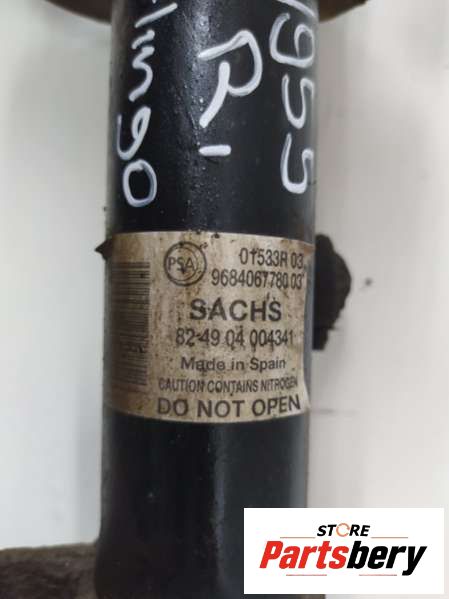 1955
R1
PSA
01533R 03
9684067780 03
SACHS
82-49 04 004341
Made in Spain
CAUTION CONTAINS NITROGEN
DO NOT OPEN
STORE
Partsbery